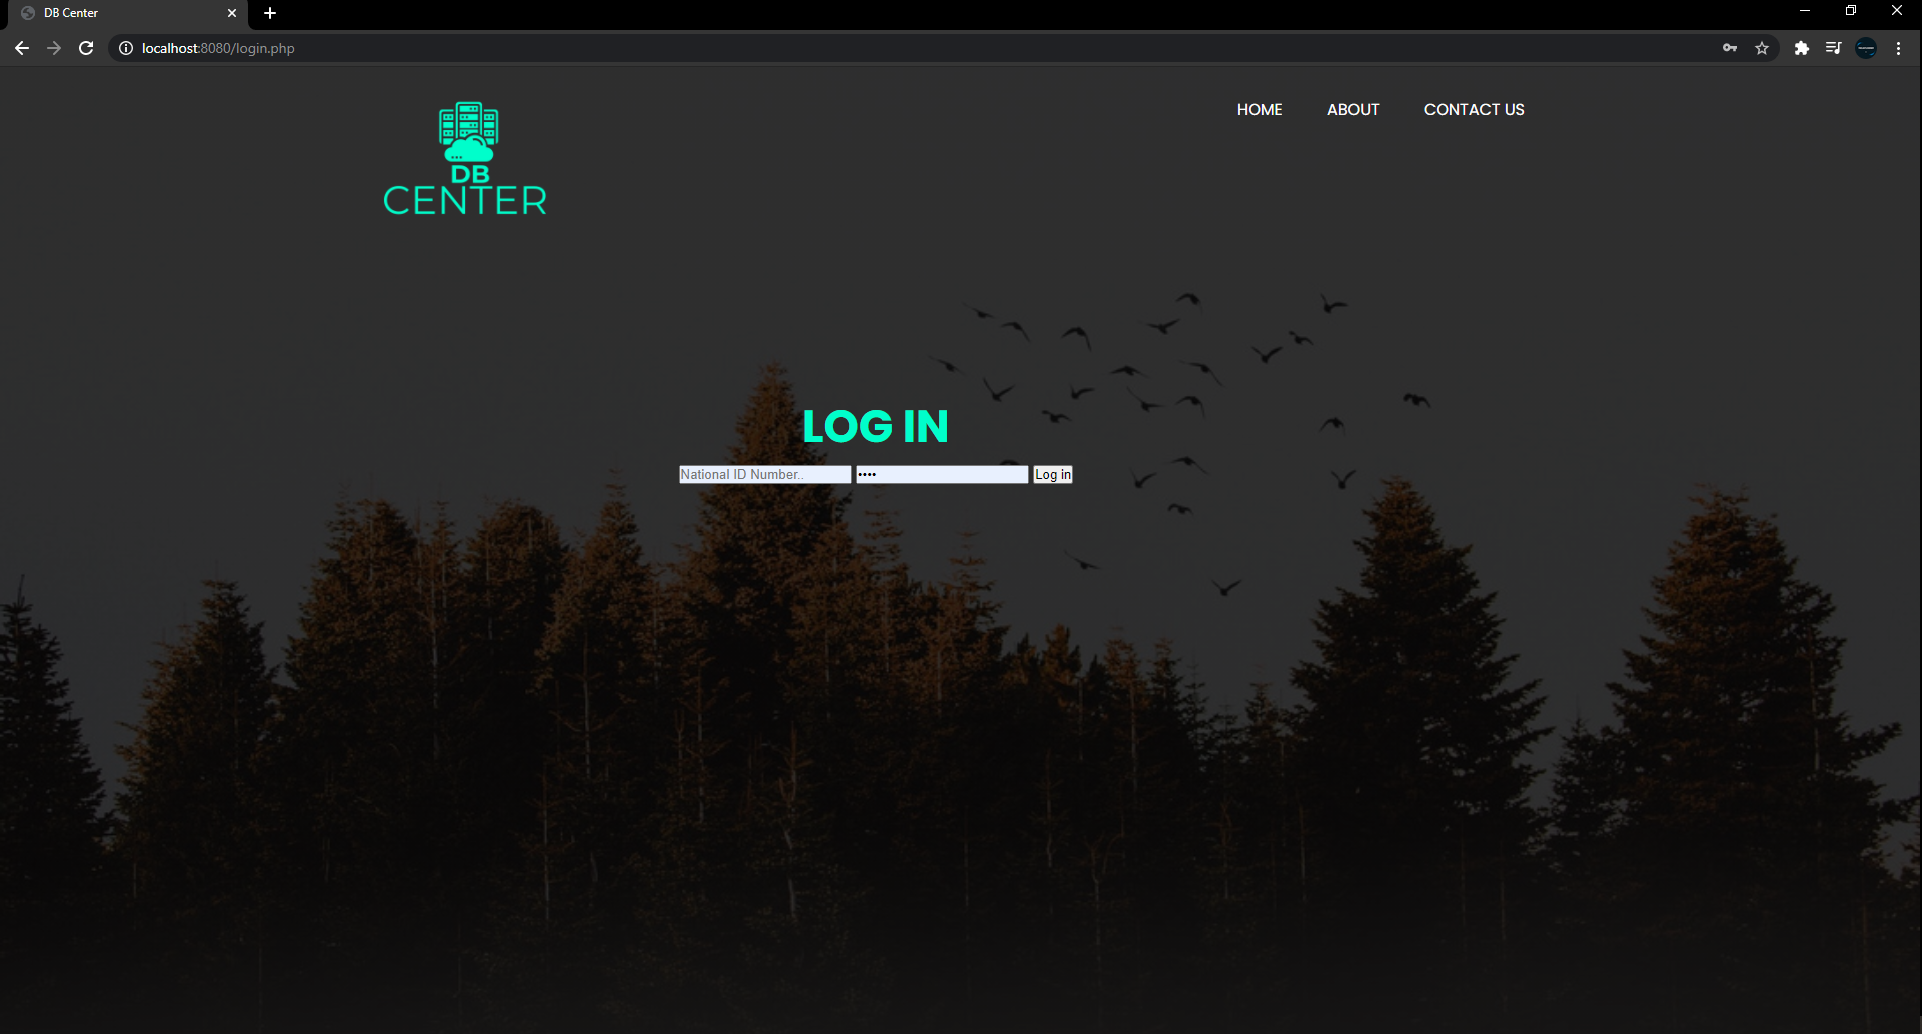 DB Center
localhost:8080/login.php
DB
CENTER
HOME ABOUT CONTACT US
LOG IN
National ID Number.. •••• Log in